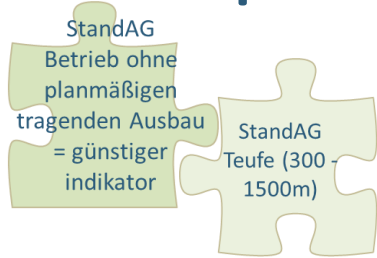 StandAG
Betrieb ohne
planmäßigen
tragenden Ausbau
= günstiger
indikator
StandAG
Teufe (300 -
1500m)